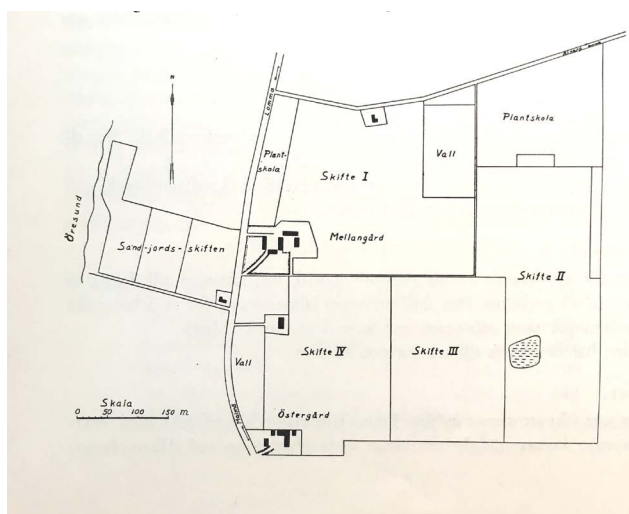 N
Lomma
Plantskola
Plant-
skola
Skifte I
Vall
Öresund
Mellangård
Sand-jords-skiften
Skifte II
Skifte IV
Skifte III
Vall
Skala
0 50 100 150 m.
Östergård